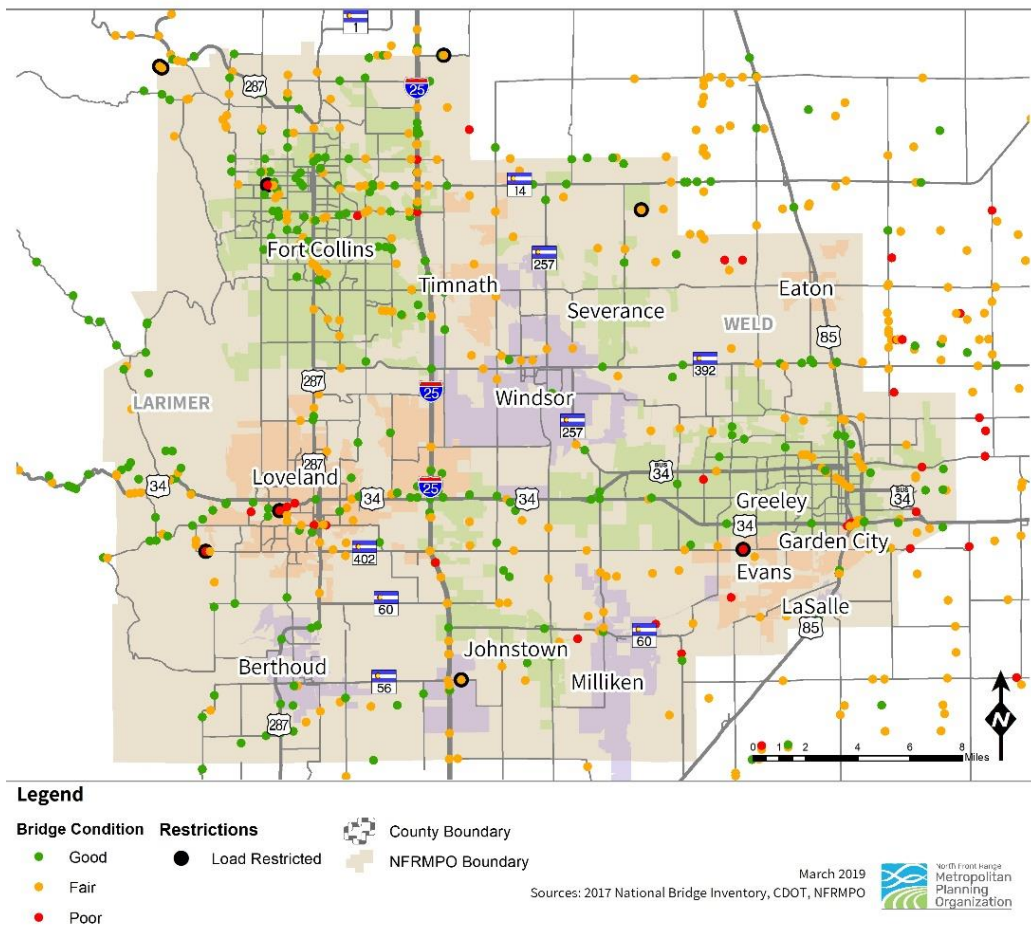 1
287
25
14
Fort Collins
257
Timnath
Eaton
Severance
WELD
85
392
287
25
LARIMER
Windsor
257
287
Loveland
BUS
34
34
25
34
34
BUS
34
Greeley
34
Garden City
402
Evans
60
LaSalle
60
85
Johnstown
Berthoud
56
Milliken
287
N
0 1 2 4 6 8
Miles
Legend
Bridge Condition Restrictions
Good
Fair
Poor
Load Restricted
County Boundary
NFRMPO Boundary
March 2019
Sources: 2017 National Bridge Inventory, CDOT, NFRMPO
North Front Range
Metropolitan
Planning
Organization